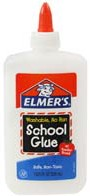 ELMER'S
Washable, No Run
School
Glue
Safe, Non-Toxic